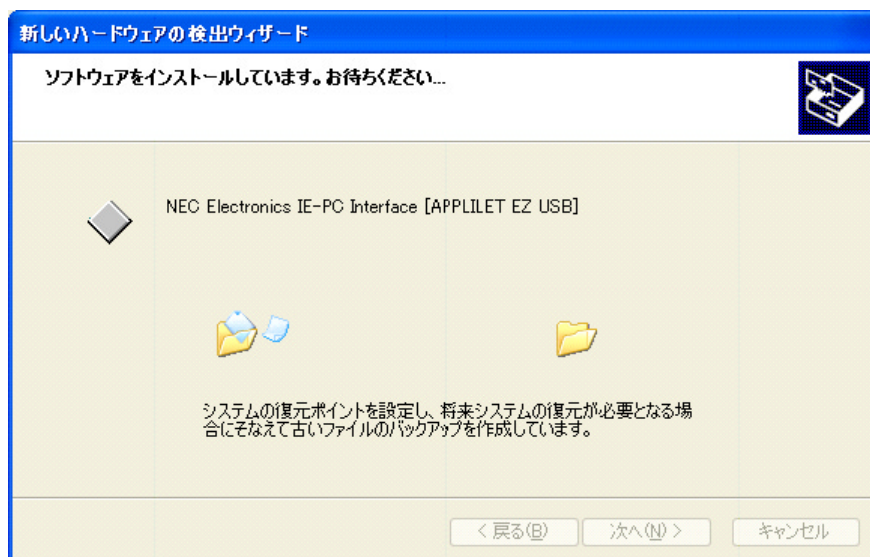 新しいハードウェアの検出ウィザード
ソフトウェアをインストールしています。お待ちください...
NEC Electronics IE-PC Interface [APPLILET EZ USB]
システムの復元ポイントを設定し、将来システムの復元が必要となる場
合にそなえて古いファイルのバックアップを作成しています。
< 戻る(B)
次へ(N) >
キャンセル